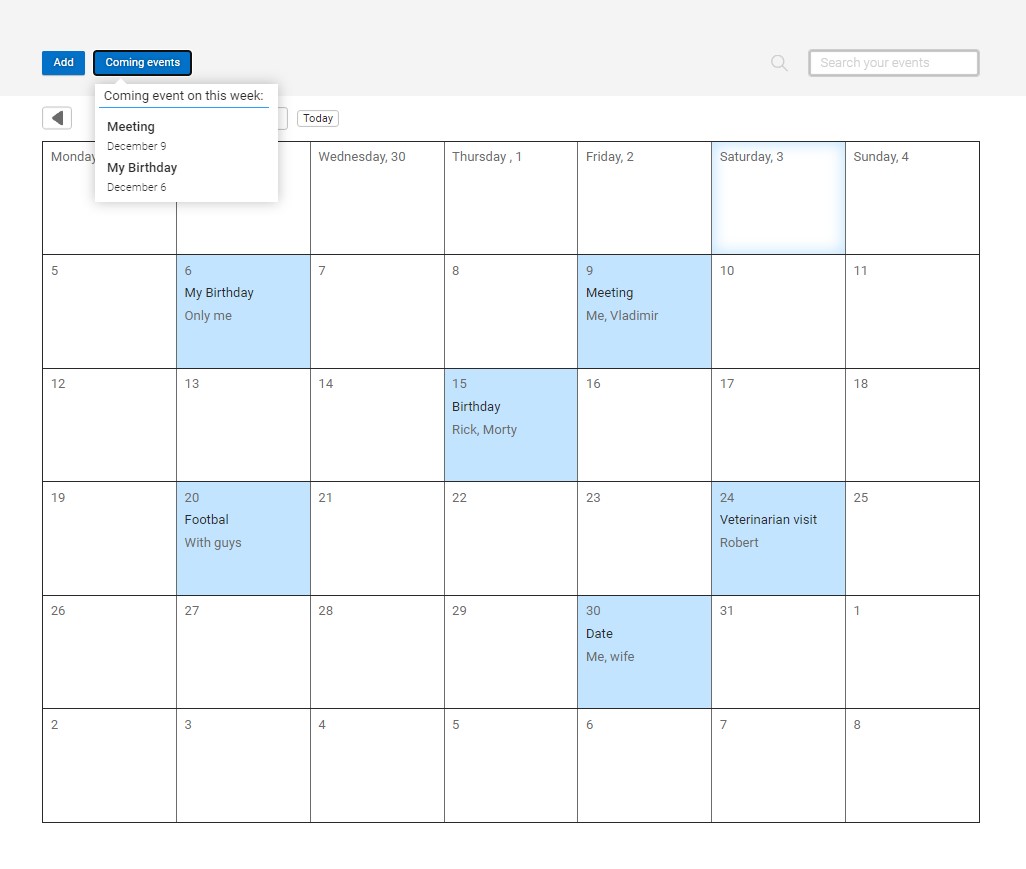 Add
Coming events
Search your events
Coming event on this week:
Meeting
December 9
My Birthday
December 6
Today
Monday
Wednesday, 30
Thursday , 1
Friday, 2
Saturday, 3
Sunday, 4
5
6
My Birthday
Only me
7
8
9
Meeting
Me, Vladimir
10
11
12
13
14
15
Birthday
Rick, Morty
16
17
18
19
20
Footbal
With guys
21
22
23
24
Veterinarian visit
Robert
25
26
27
28
29
30
Date
Me, wife
31
1
2
3
4
5
6
7
8